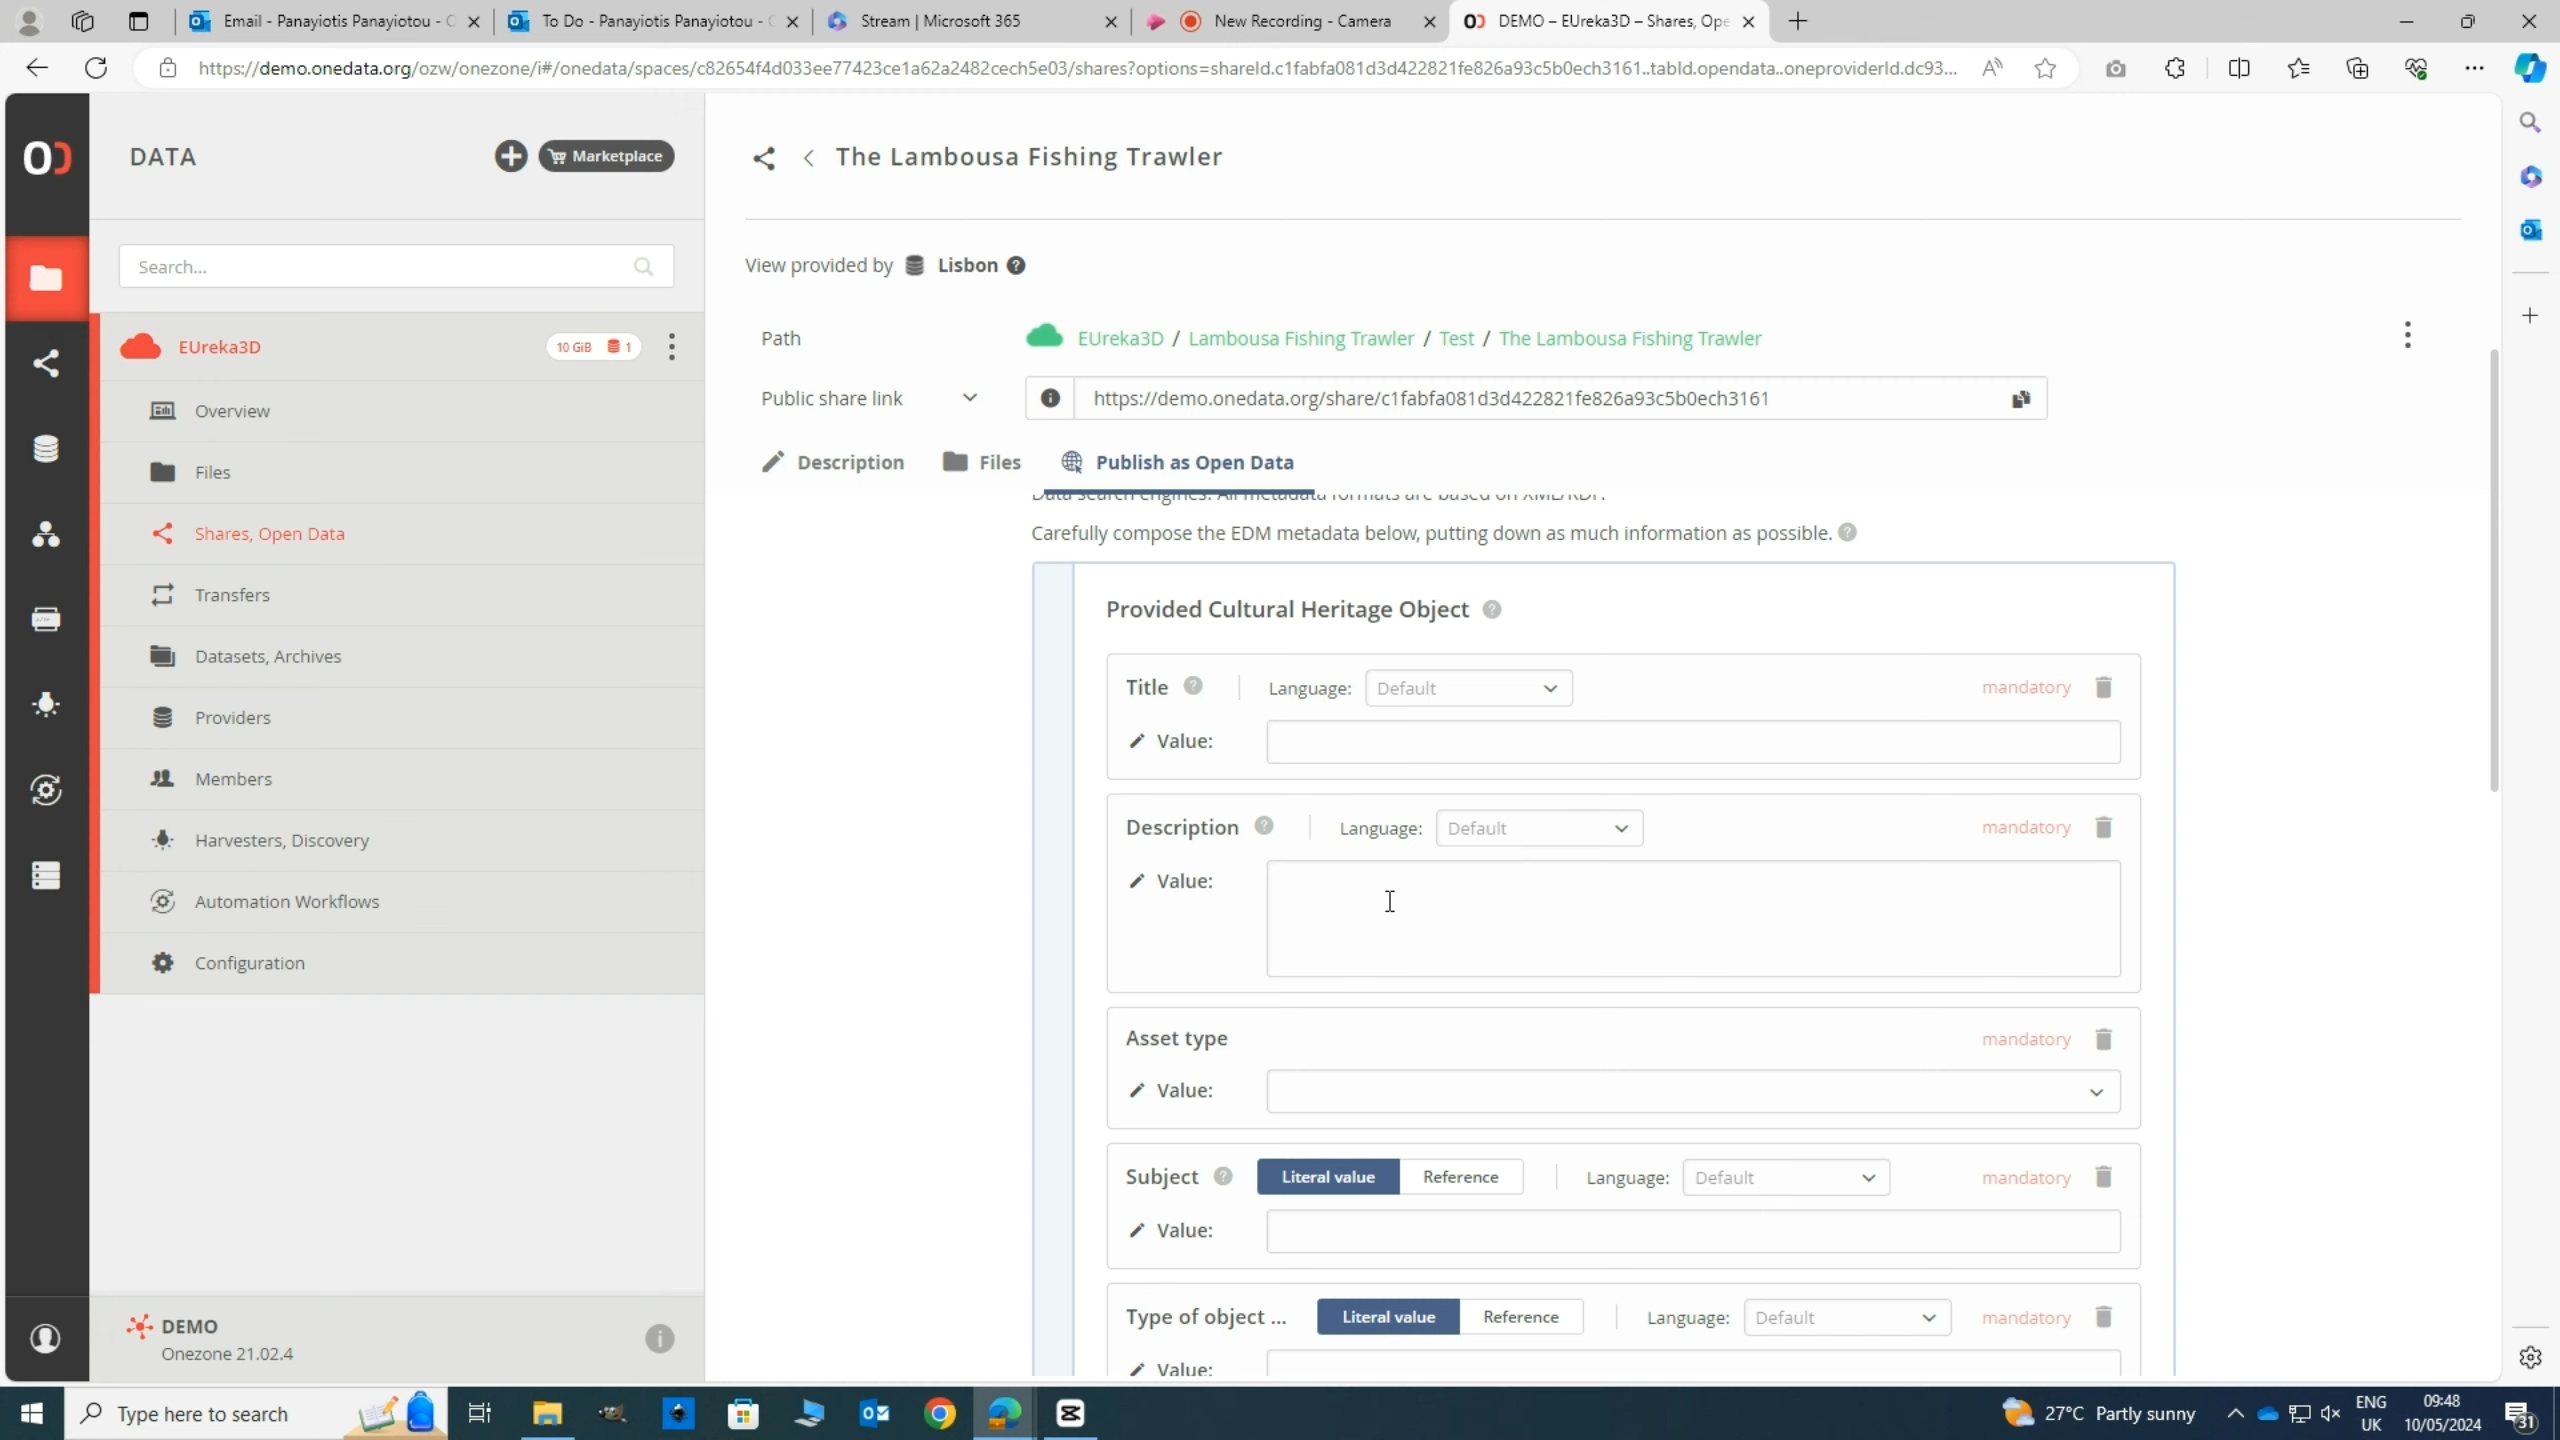 Email - Panayiotis Panayiotou - C
To Do - Panayiotis Panayiotou - C
Stream | Microsoft 365
New Recording - Camera
DEMO – EUreka3D – Shares, Ope
https://demo.onedata.org/ozw/onezone/i#/onedata/spaces/c82654f4d033ee77423ce1a62a2482cech5e03/shares?options=shareId.c1fabfa081d3d422821fe826a93c5b0ech3161..tabId.opendata..oneproviderId.dc93...
DATA
Marketplace
Search...
EUreka3D
10 GiB 1
Overview
Files
Shares, Open Data
Transfers
Datasets, Archives
Providers
Members
Harvesters, Discovery
Automation Workflows
Configuration
DEMO
Onezone 21.02.4
The Lambousa Fishing Trawler
View provided by Lisbon
Path EUreka3D / Lambousa Fishing Trawler / Test / The Lambousa Fishing Trawler
Public share link https://demo.onedata.org/share/c1fabfa081d3d422821fe826a93c5b0ech3161
Description Files Publish as Open Data
Data search engines. All metadata formats are based on XML/RDF.
Carefully compose the EDM metadata below, putting down as much information as possible.
Provided Cultural Heritage Object
Title Language: Default mandatory
Value:
Description Language: Default mandatory
Value:
Asset type mandatory
Value:
Subject Literal value Reference Language: Default mandatory
Value:
Type of object ... Literal value Reference Language: Default mandatory
Value:
Type here to search
27°C Partly sunny
ENG
UK
09:48
10/05/2024
31